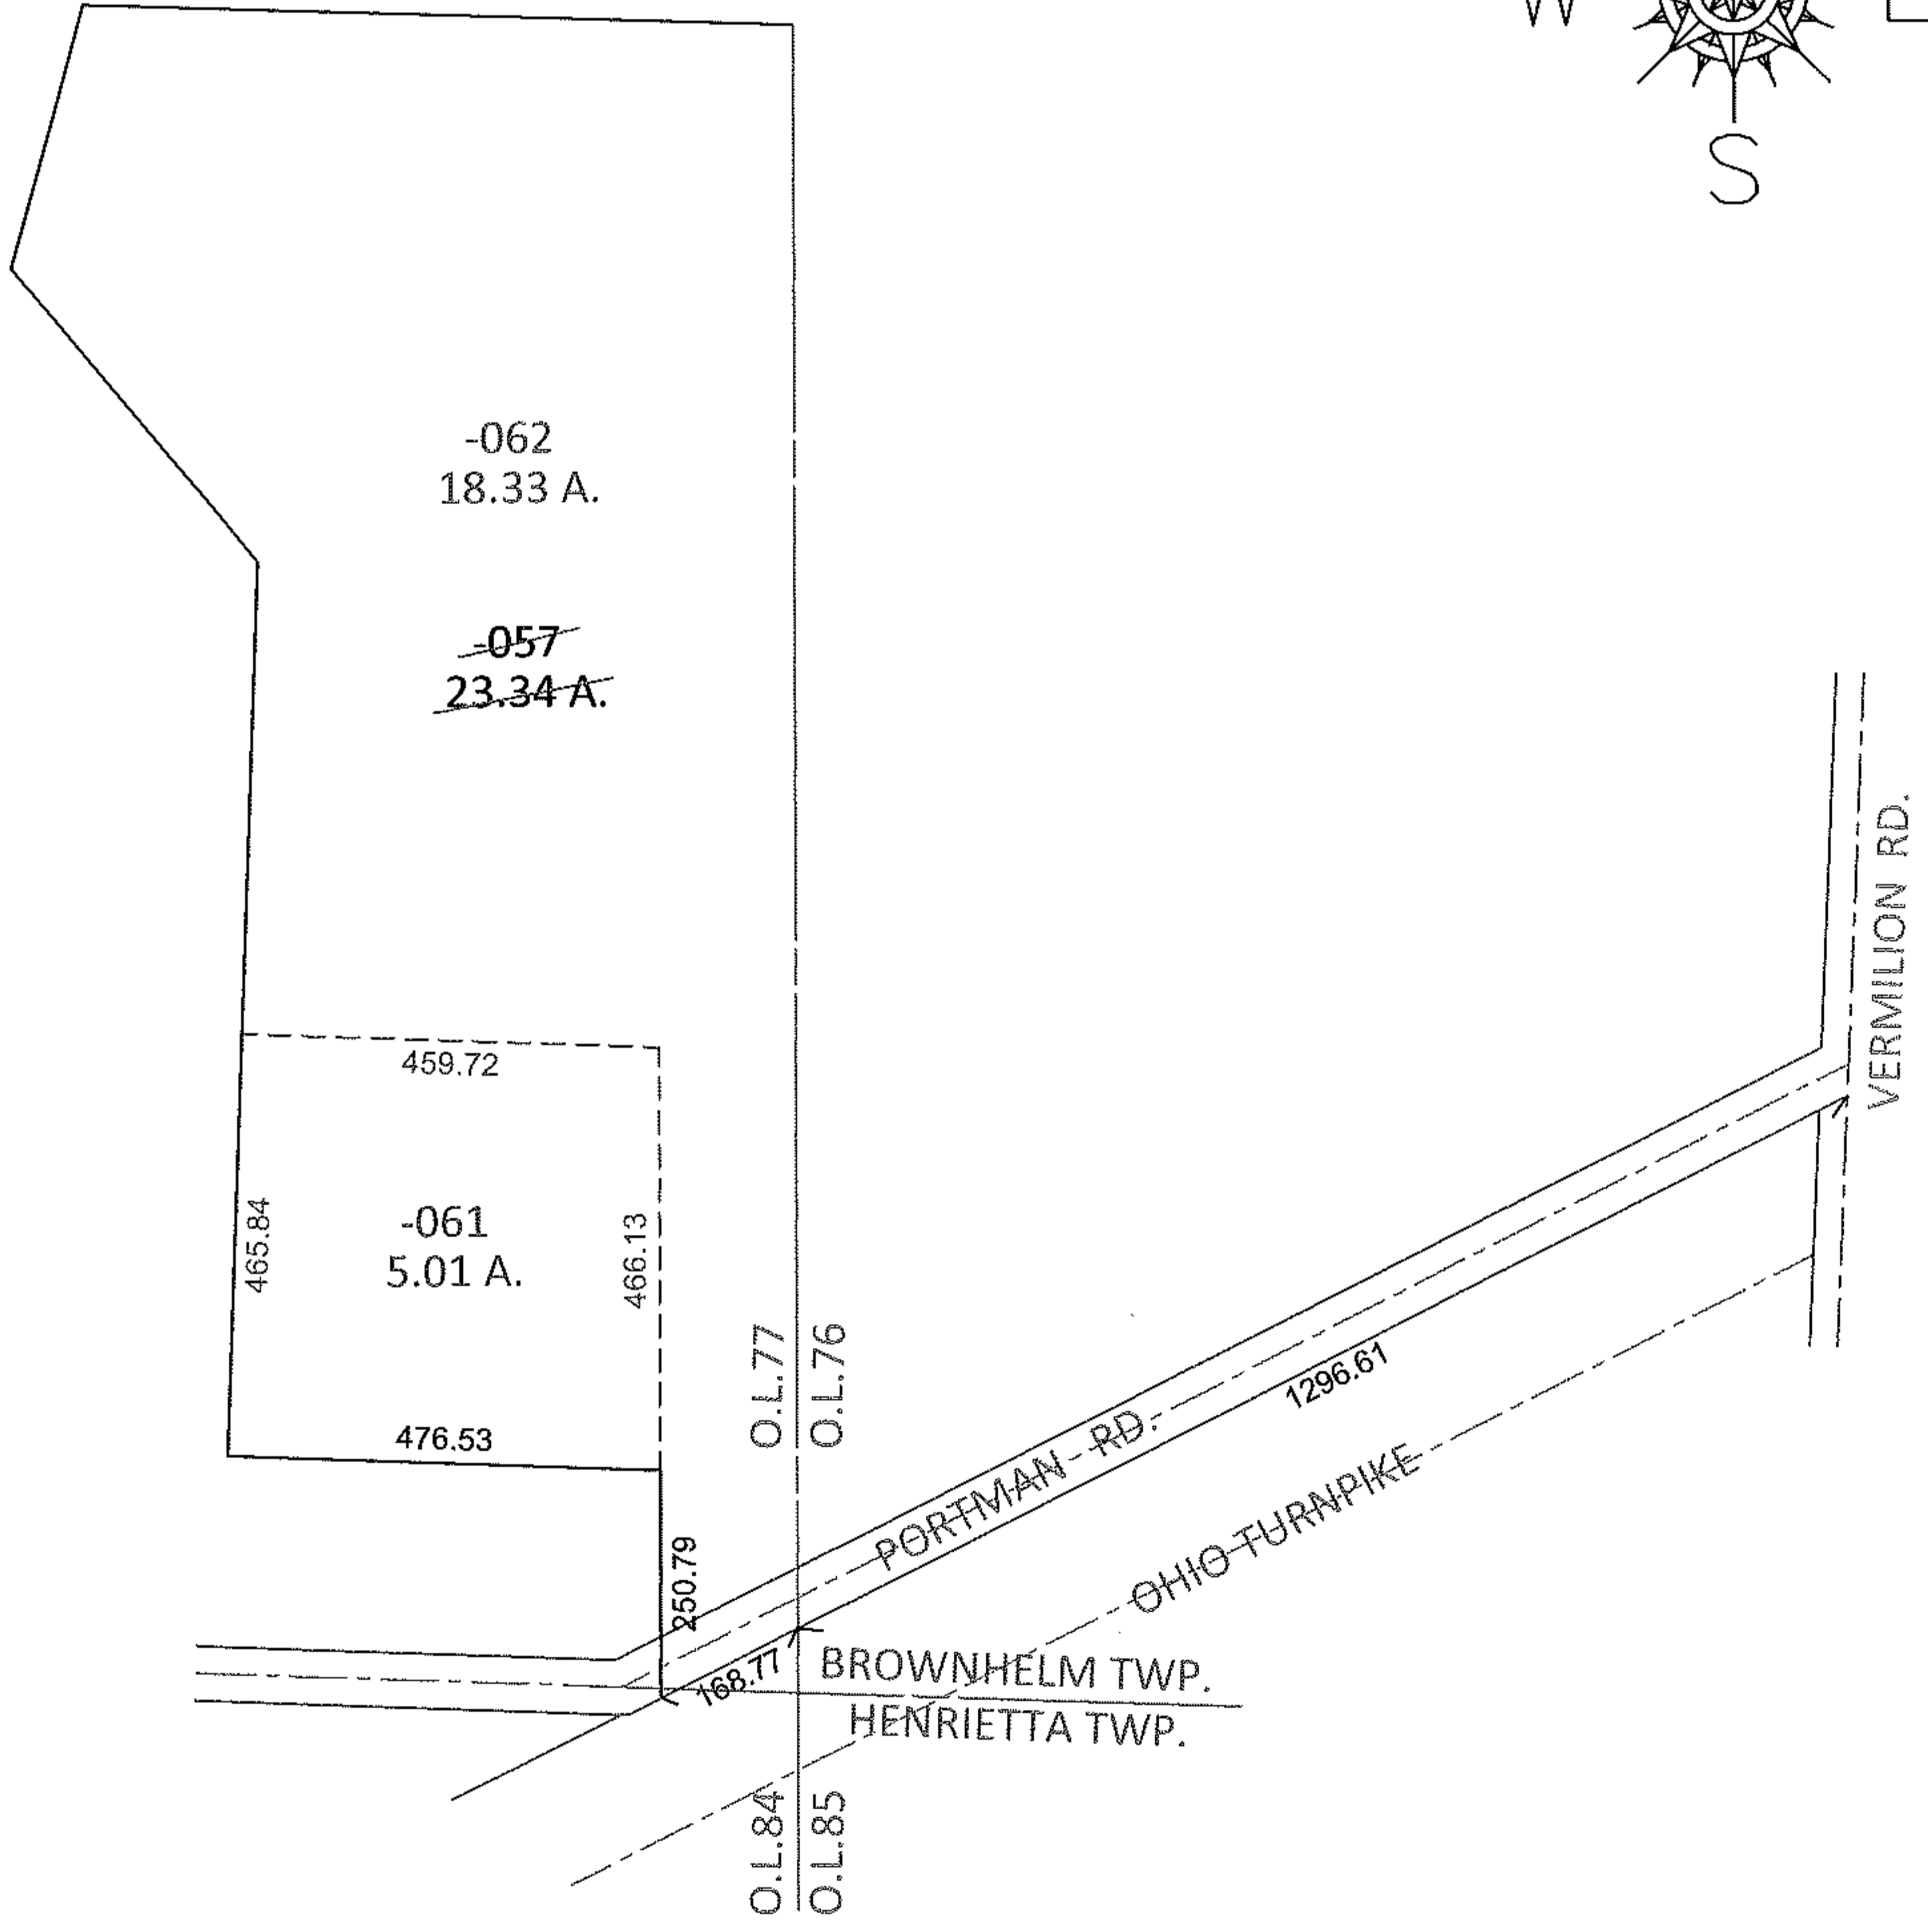 W
S
-062
18.33 A.
-057
23.34 A.
VERMILION RD.
459.72
465.84
-061
5.01 A.
466.13
476.53
O.L.77
O.L.76
1296.61
PORTMAN RD.
OHIO TURNPIKE
250.79
168.77
BROWNHELM TWP.
HENRIETTA TWP.
O.L.84
O.L.85